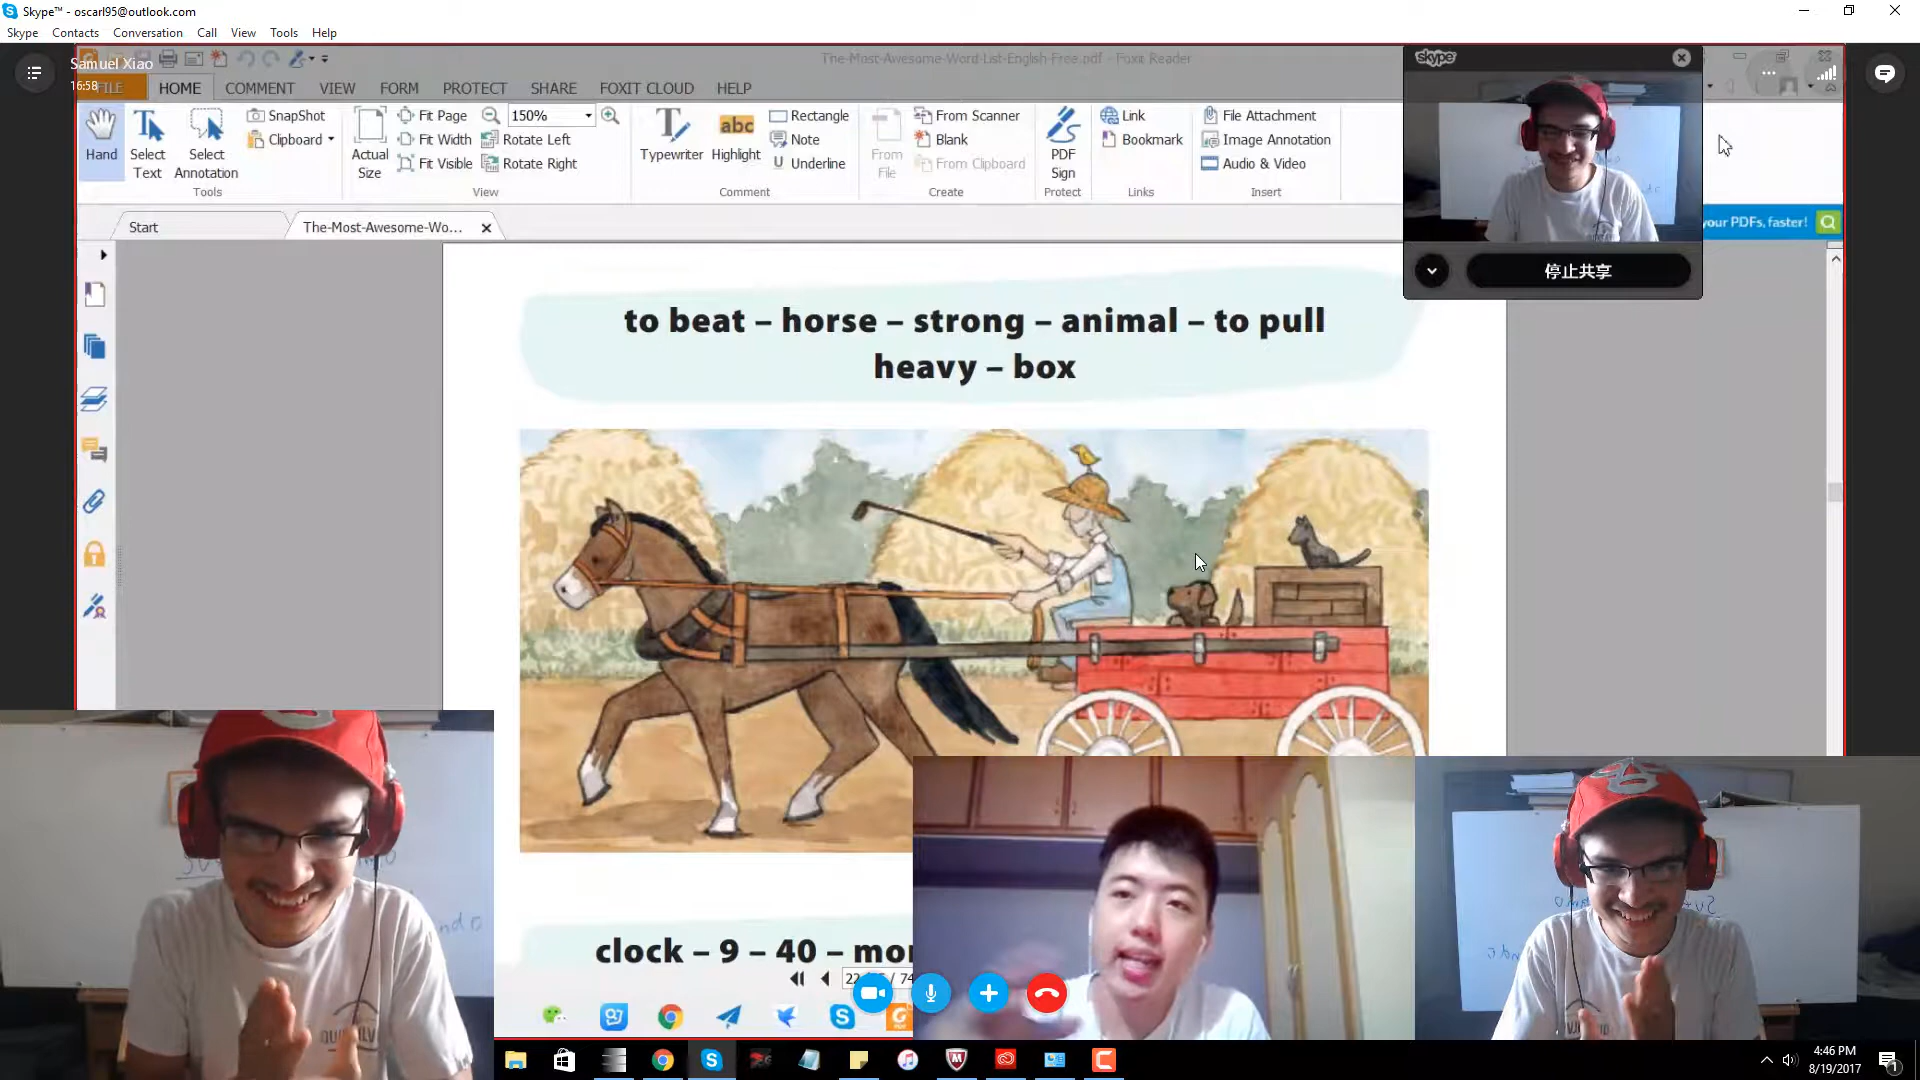 Skype™ - oscarl95@outlook.com
Skype Contacts Conversation Call View Tools Help
Samuel Xiao
16:58
The-Most-Awesome-Word-List-English-Free.pdf - Foxit Reader
FILE HOME COMMENT VIEW FORM PROTECT SHARE FOXIT CLOUD HELP
Hand
Select Text
Select Annotation
SnapShot
Clipboard
Tools
Actual Size
Fit Page
Fit Width
Fit Visible
150%
Rotate Left
Rotate Right
View
Typewriter
Highlight
Rectangle
Note
Underline
Comment
From File
From Scanner
Blank
From Clipboard
Create
PDF Sign
Protect
Link
Bookmark
Links
File Attachment
Image Annotation
Audio & Video
Insert
skype
停止共享
your PDFs, faster!
Start
The-Most-Awesome-Wo...
to beat – horse – strong – animal – to pull
heavy – box
clock – 9 – 40 – mor
/ 74
4:46 PM
8/19/2017
1